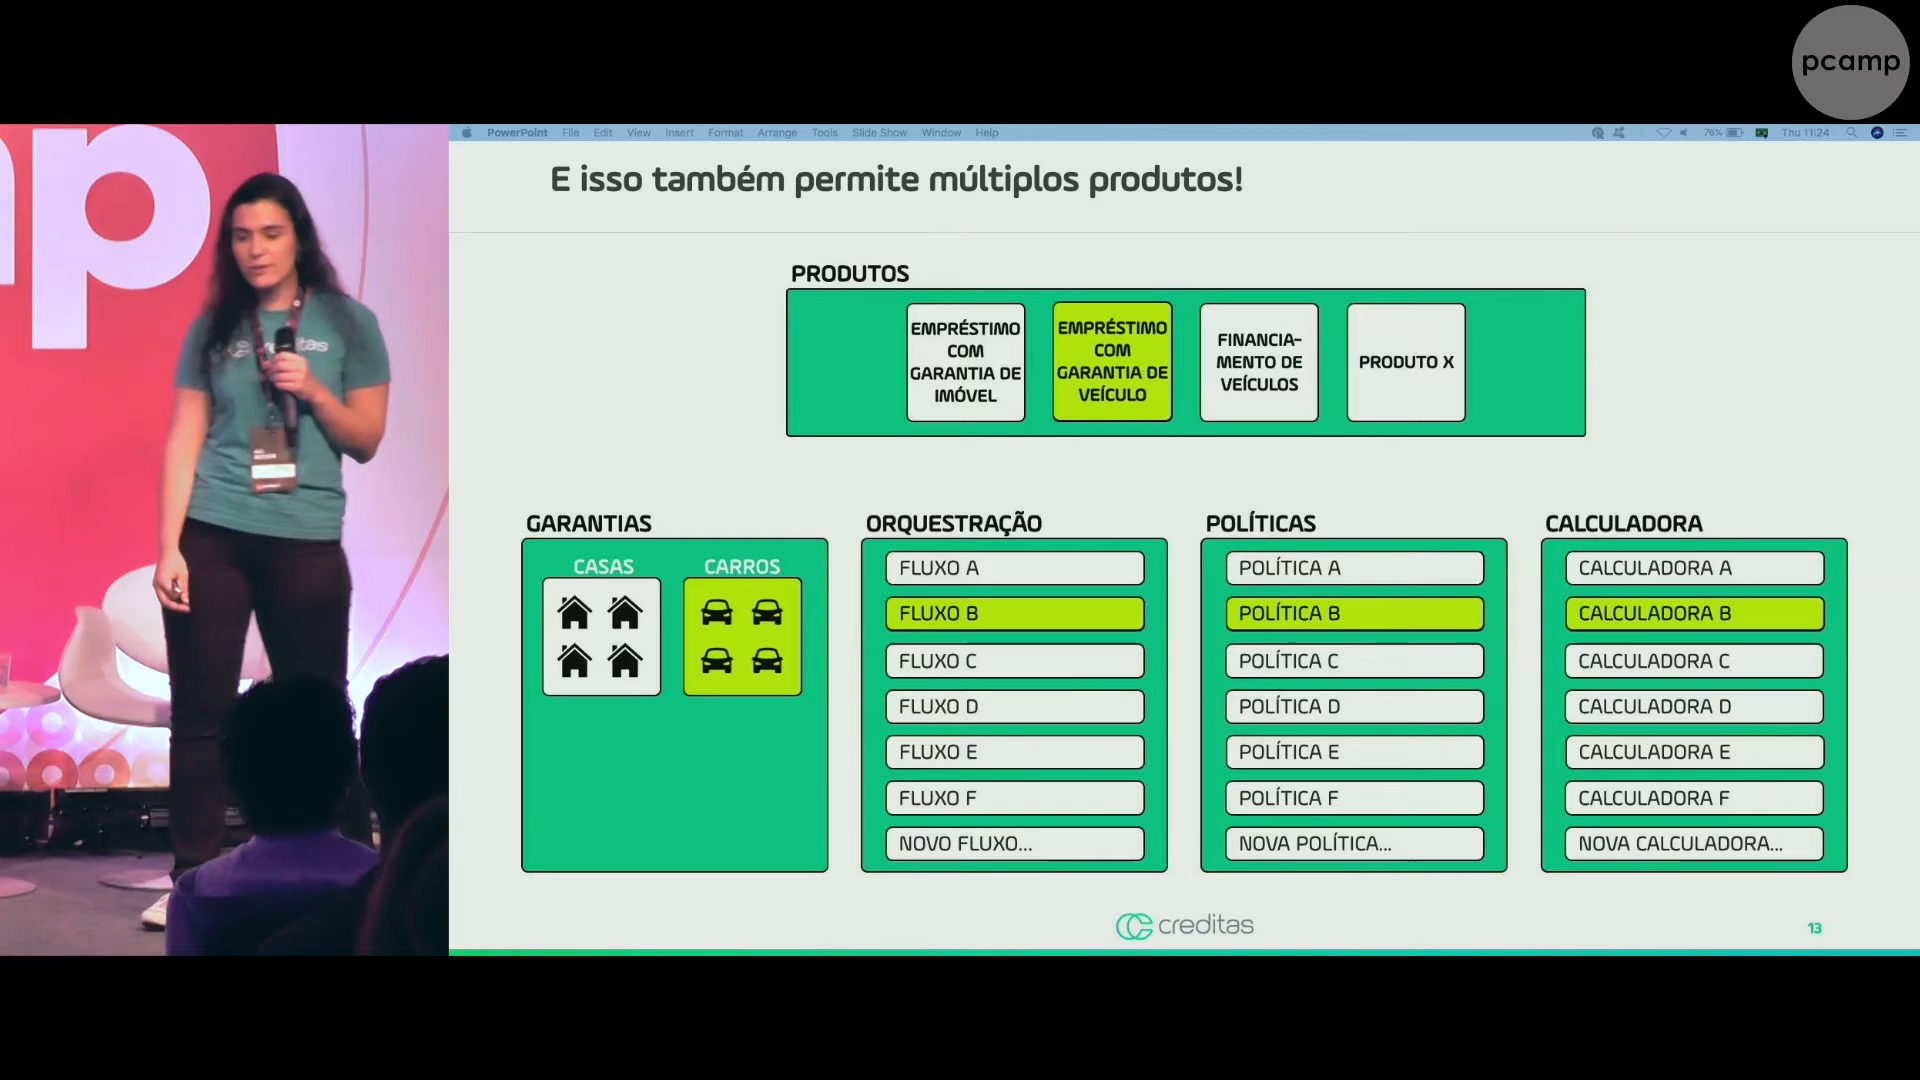 pcamp
mp
creditas
PowerPoint File Edit View Insert Format Arrange Tools Slide Show Window Help
76% Thu 11:24
E isso também permite múltiplos produtos!
PRODUTOS
EMPRÉSTIMO
COM
GARANTIA DE
IMÓVEL
EMPRÉSTIMO
COM
GARANTIA DE
VEÍCULO
FINANCIA-
MENTO DE
VEÍCULOS
PRODUTO X
GARANTIAS
CASAS
CARROS
ORQUESTRAÇÃO
FLUXO A
FLUXO B
FLUXO C
FLUXO D
FLUXO E
FLUXO F
NOVO FLUXO...
POLÍTICAS
POLÍTICA A
POLÍTICA B
POLÍTICA C
POLÍTICA D
POLÍTICA E
POLÍTICA F
NOVA POLÍTICA...
CALCULADORA
CALCULADORA A
CALCULADORA B
CALCULADORA C
CALCULADORA D
CALCULADORA E
CALCULADORA F
NOVA CALCULADORA...
creditas
13